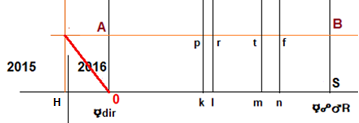 A B
p r t f
2015 2016 S
H 0 k l m n
☿dir ☿☍♂R